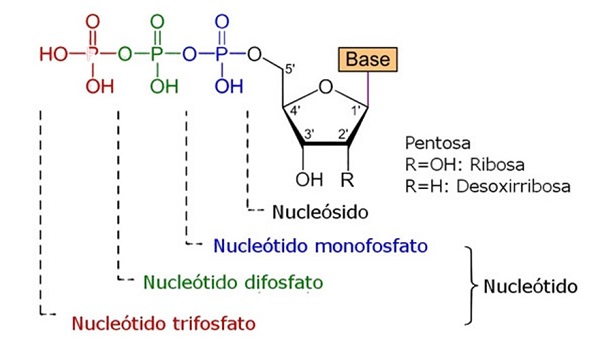 O O O
HO P O P O P O
OH OH OH
5'
Base
O
4' 1'
3' 2'
OH R
Pentosa
R=OH: Ribosa
R=H: Desoxirribosa
Nucleósido
Nucleótido monofosfato
Nucleótido difosfato
Nucleótido
Nucleótido trifosfato